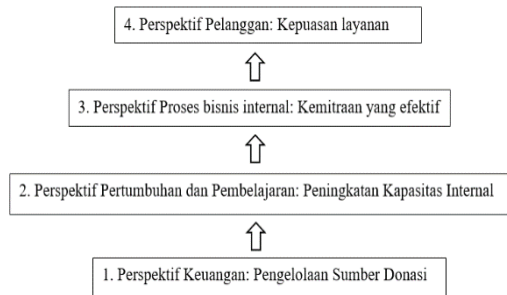 4. Perspektif Pelanggan: Kepuasan layanan
3. Perspektif Proses bisnis internal: Kemitraan yang efektif
2. Perspektif Pertumbuhan dan Pembelajaran: Peningkatan Kapasitas Internal
1. Perspektif Keuangan: Pengelolaan Sumber Donasi